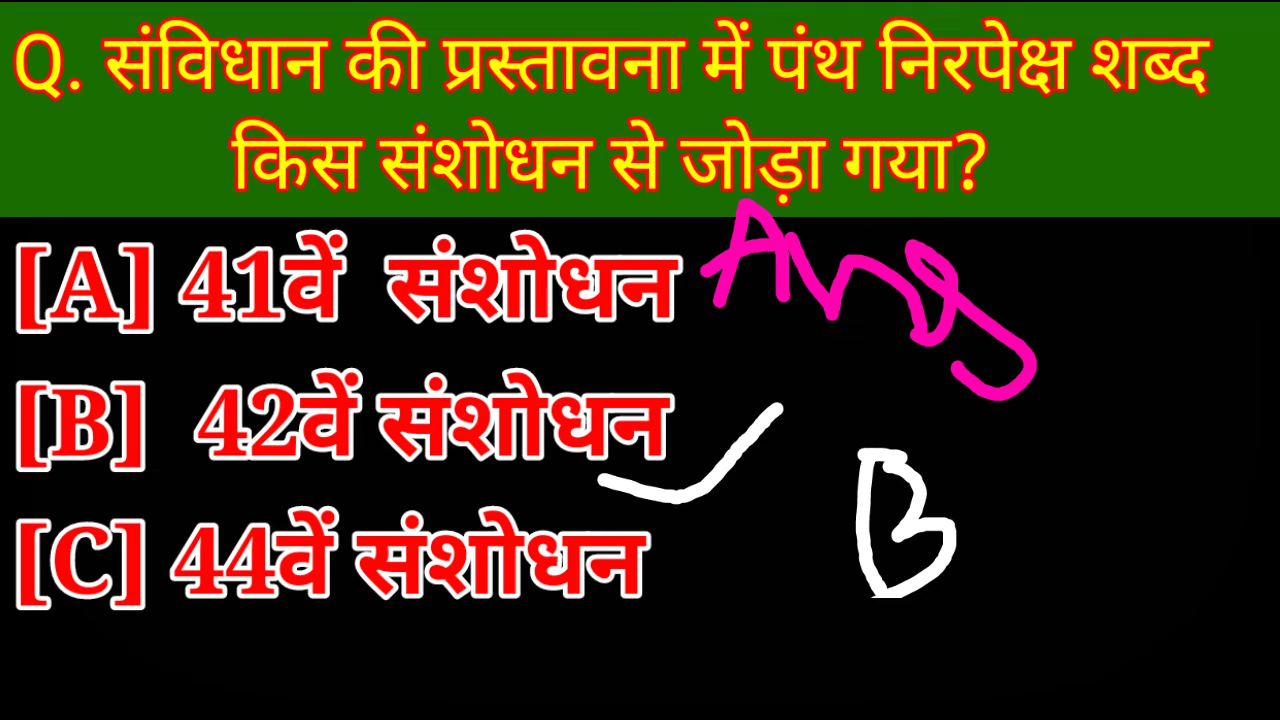 Q. संविधान की प्रस्तावना में पंथ निरपेक्ष शब्द
किस संशोधन से जोड़ा गया?
[A] 41वें संशोधन
Ans
[B] 42वें संशोधन
B
[C] 44वें संशोधन